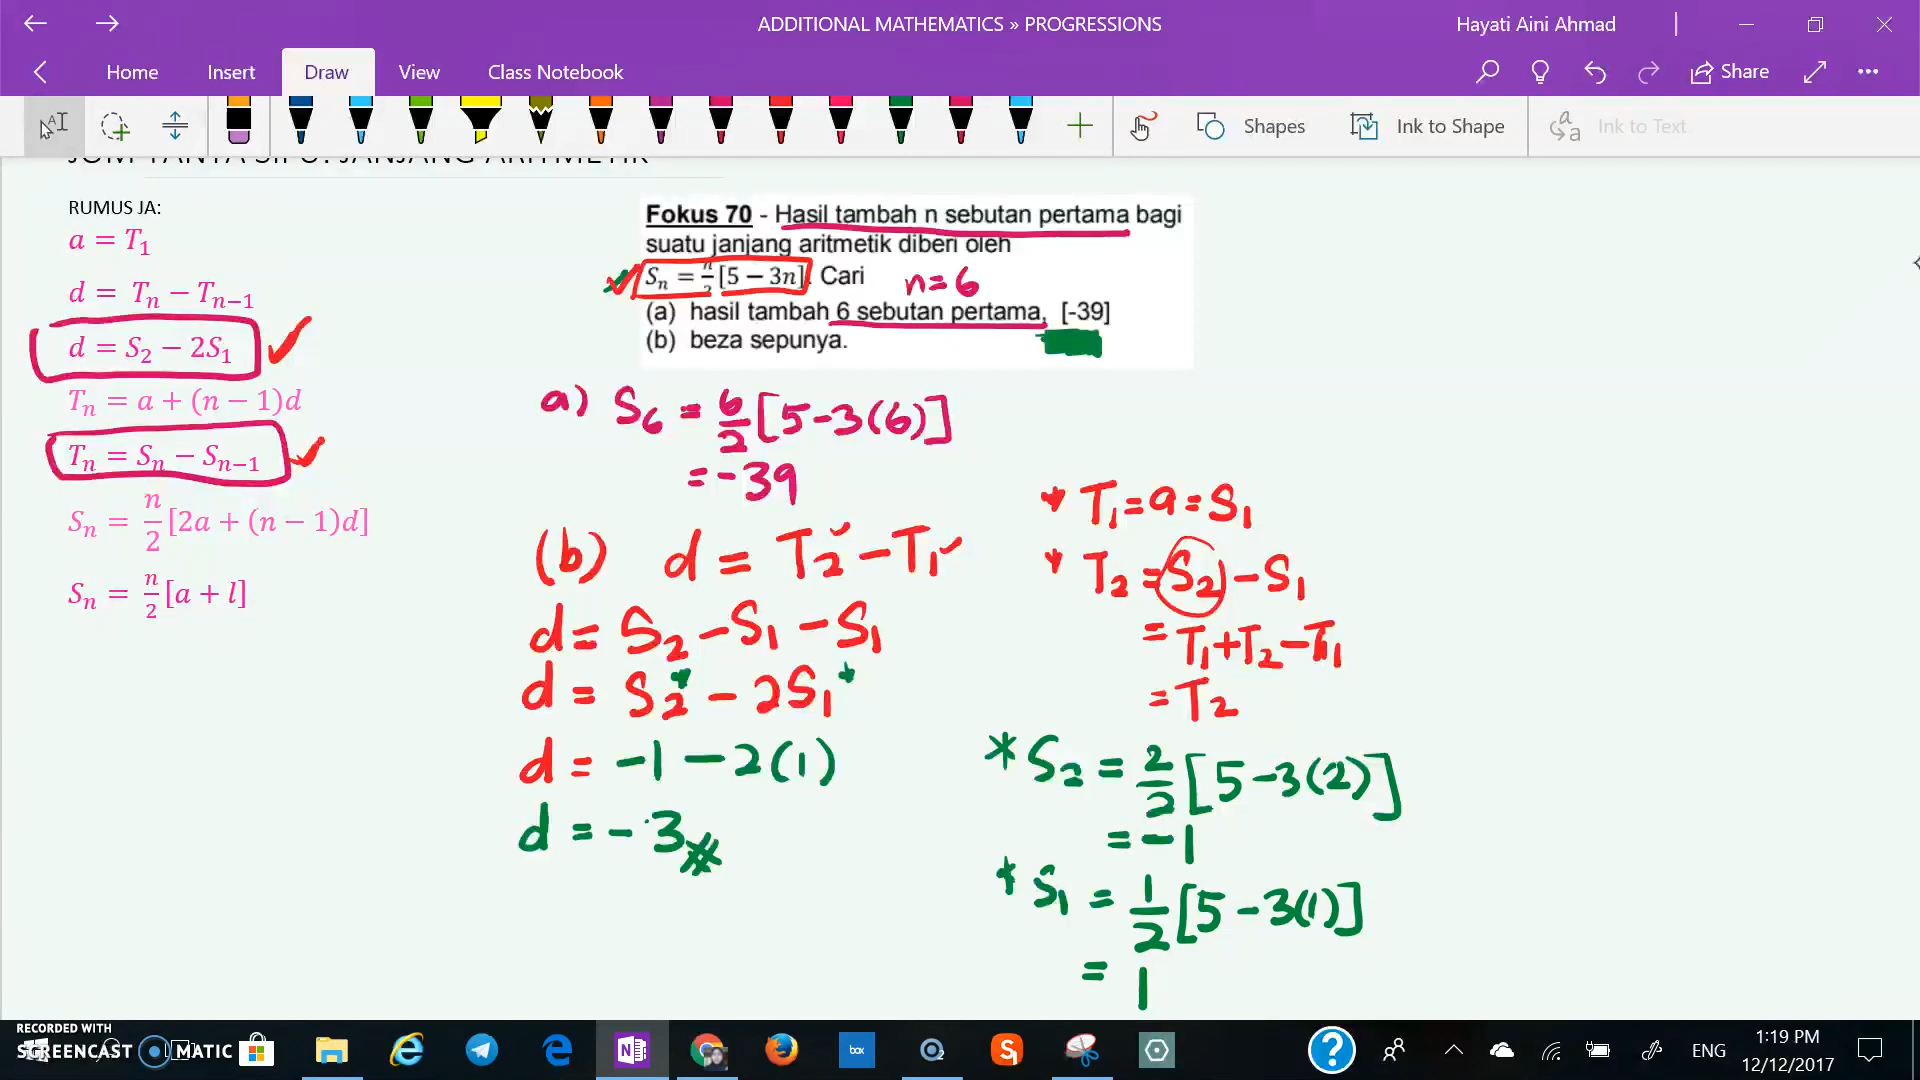 ADDITIONAL MATHEMATICS » PROGRESSIONS
Hayati Aini Ahmad
Home Insert Draw View Class Notebook
Share
Shapes
Ink to Shape
Ink to Text
JOM TANYA SIFU: JANJANG ARITMETIK
RUMUS JA:
a = T₁
d = Tₙ − Tₙ₋₁
d = S₂ − 2S₁
Tₙ = a + (n − 1)d
Tₙ = Sₙ − Sₙ₋₁
Sₙ = n/2 [2a + (n − 1)d]
Sₙ = n/2 [a + l]
Fokus 70 - Hasil tambah n sebutan pertama bagi
suatu janjang aritmetik diberi oleh
Sₙ = n/2 [5 − 3n]. Cari n=6
(a) hasil tambah 6 sebutan pertama, [-39]
(b) beza sepunya.
a) S₆ = 6/2 [5-3(6)]
= -39
(b) d = T₂ - T₁
d = S₂ - S₁ - S₁
d = S₂ - 2S₁
d = -1 - 2(1)
d = -3 #
* T₁ = a = S₁
* T₂ = S₂ - S₁
= T₁+T₂-T₁
= T₂
* S₂ = 2/2 [5-3(2)]
= -1
* S₁ = 1/2 [5-3(1)]
= 1
RECORDED WITH
SCREENCAST MATIC
box
ENG
1:19 PM
12/12/2017